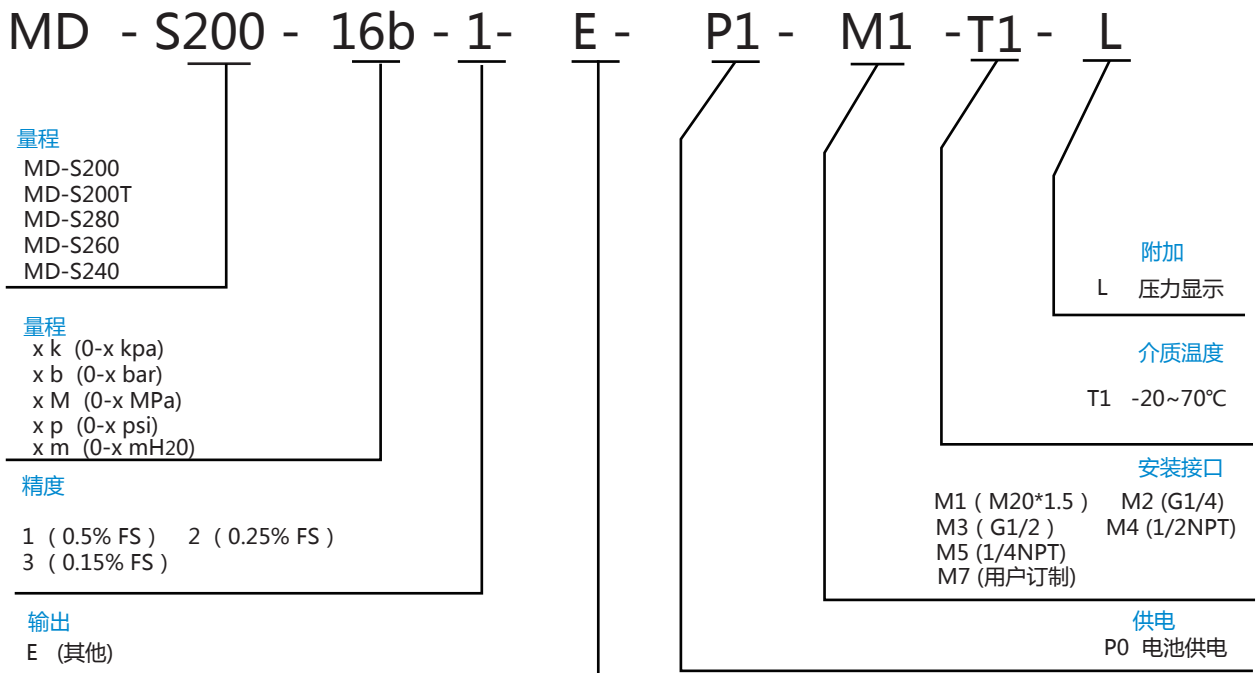 MD - S200 - 16b - 1- E - P1 - M1 -T1 - L
量程
MD-S200
MD-S200T
MD-S280
MD-S260
MD-S240
量程
x k (0-x kpa)
x b (0-x bar)
x M (0-x MPa)
x p (0-x psi)
x m (0-x mH20)
精度
1 ( 0.5% FS ) 2 ( 0.25% FS )
3 ( 0.15% FS )
输出
E (其他)
附加
L 压力显示
介质温度
T1 -20~70℃
安装接口
M1 ( M20*1.5 ) M2 (G1/4)
M3 ( G1/2 ) M4 (1/2NPT)
M5 (1/4NPT)
M7 (用户订制)
供电
P0 电池供电